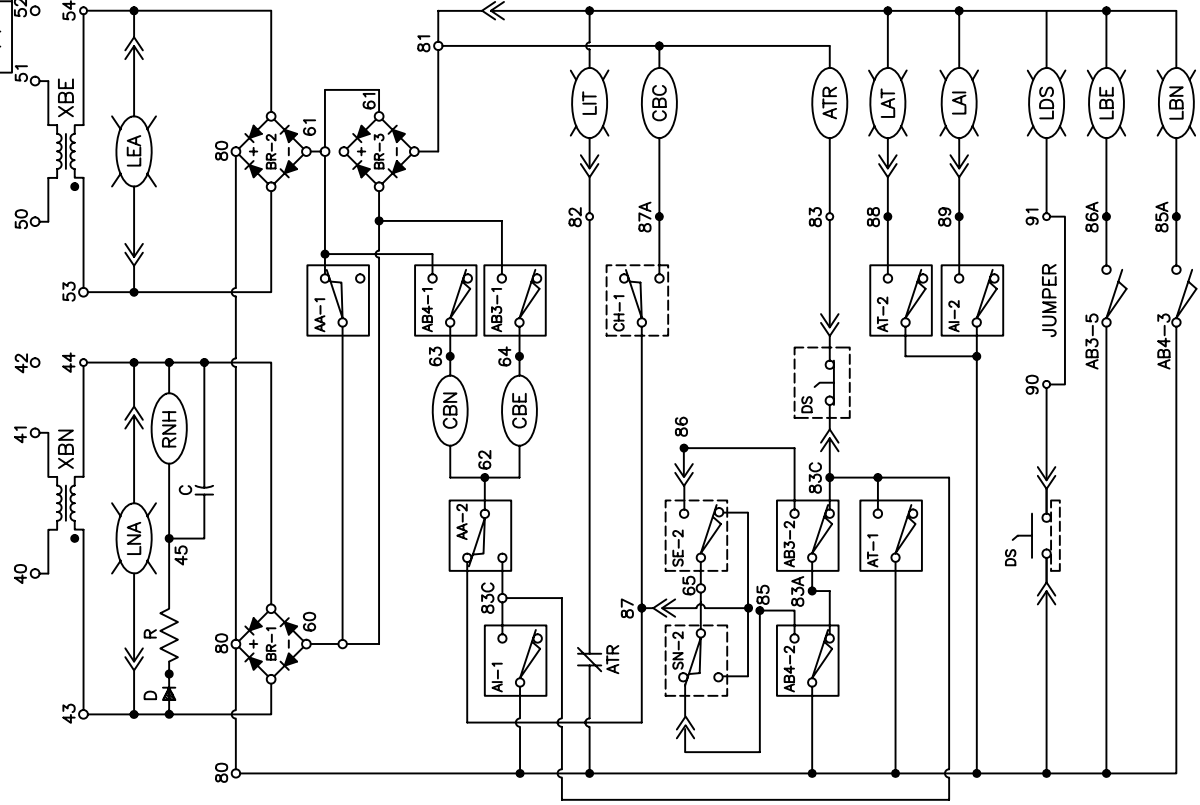 52
54
51
XBE
50
53
LEA
42
44
41
XBN
40
43
LNA
RNH
C
45
R
D
80
+
BR-2
-
61
61
+
BR-3
-
81
80
+
BR-1
-
60
80
AA-1
AB4-1
AB3-1
63
64
CBN
CBE
62
AA-2
83C
AI-1
LIT
82
ATR
CBC
87A
CH-1
87
86
SE-2
65
SN-2
85
ATR
83
DS
83C
AB3-2
83A
AB4-2
AT-1
LAT
88
AT-2
LAI
89
AI-2
LDS
91
JUMPER
90
DS
LBE
86A
AB3-5
LBN
85A
AB4-3